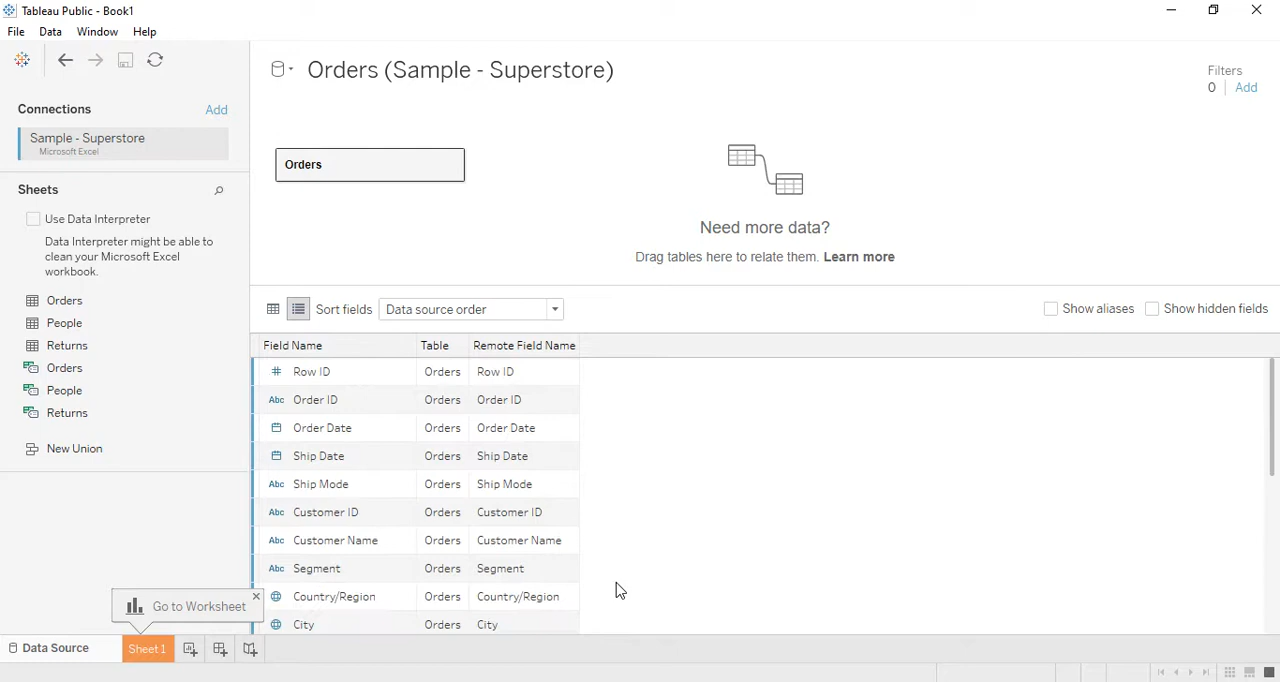 Tableau Public - Book1
File Data Window Help
Connections Add
Sample - Superstore
Microsoft Excel
Sheets
Use Data Interpreter
Data Interpreter might be able to
clean your Microsoft Excel
workbook.
Orders
People
Returns
Orders
People
Returns
New Union
Orders (Sample - Superstore)
Filters
0 Add
Orders
Need more data?
Drag tables here to relate them. Learn more
Sort fields Data source order Show aliases Show hidden fields
Field Name Table Remote Field Name
# Row ID Orders Row ID
Abc Order ID Orders Order ID
Order Date Orders Order Date
Ship Date Orders Ship Date
Abc Ship Mode Orders Ship Mode
Abc Customer ID Orders Customer ID
Abc Customer Name Orders Customer Name
Abc Segment Orders Segment
Country/Region Orders Country/Region
City Orders City
Go to Worksheet
Data Source Sheet 1